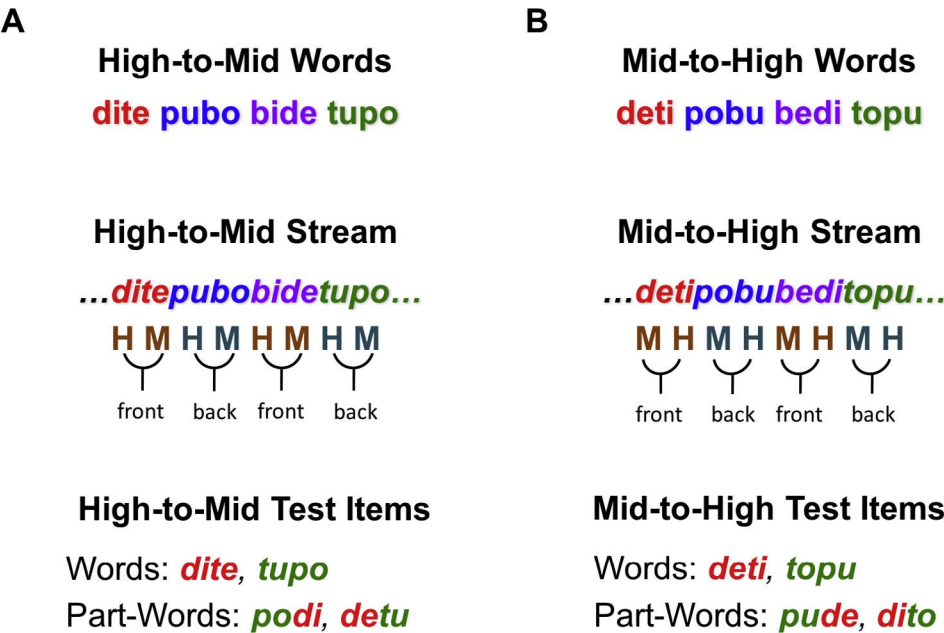 A
High-to-Mid Words
dite pubo bide tupo
High-to-Mid Stream
…ditepubobidetupo…
H M H M H M H M
front back front back
High-to-Mid Test Items
Words: dite, tupo
Part-Words: podi, detu
B
Mid-to-High Words
deti pobu bedi topu
Mid-to-High Stream
…detipobubeditopu…
M H M H M H M H
front back front back
Mid-to-High Test Items
Words: deti, topu
Part-Words: pude, dito